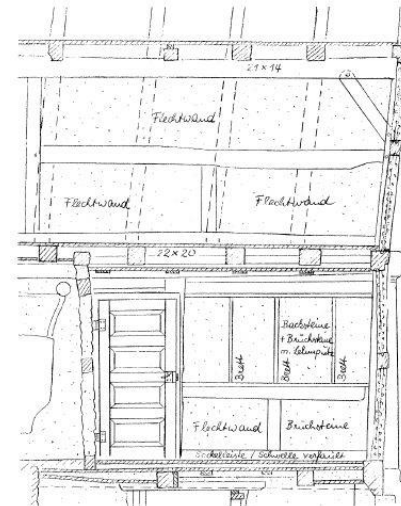 21 x 14
Flechtwand
Flechtwand
Flechtwand
22 x 20
Backsteine
+ Bruchsteine
m. Lehmputz
Brett
Brett
Brett
Flechtwand
Bruchsteine
Sockelleiste / Schwelle verfault